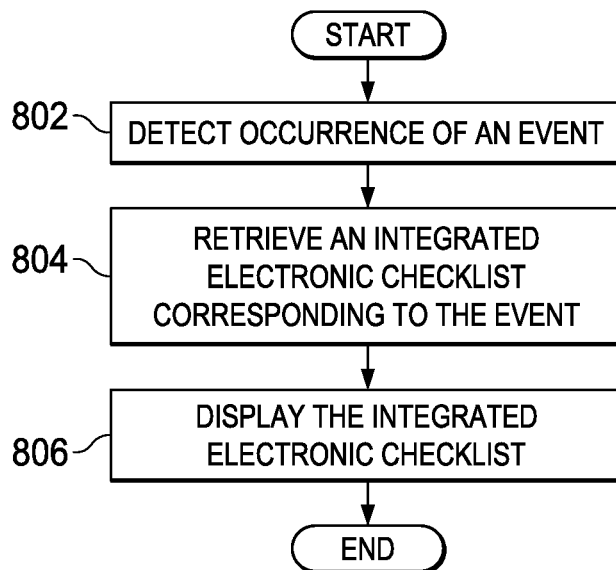 START
802
DETECT OCCURRENCE OF AN EVENT
804
RETRIEVE AN INTEGRATED
ELECTRONIC CHECKLIST
CORRESPONDING TO THE EVENT
806
DISPLAY THE INTEGRATED
ELECTRONIC CHECKLIST
END